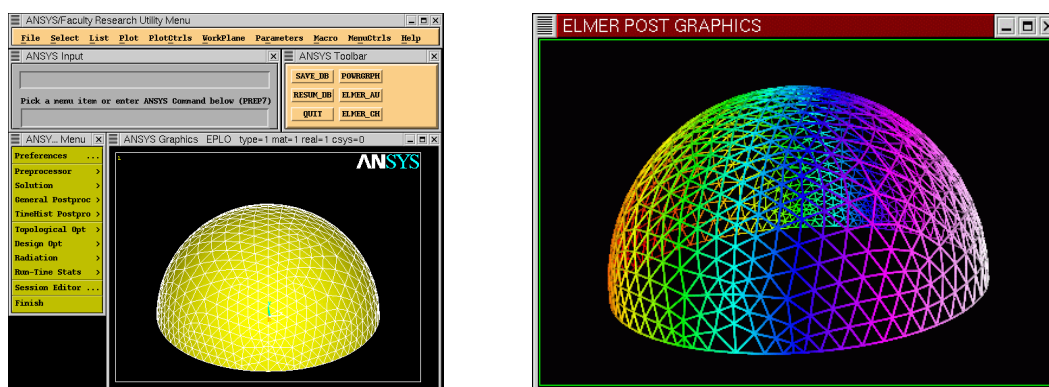 ANSYS/Faculty Research Utility Menu
File Select List Plot PlotCtrls WorkPlane Parameters Macro MenuCtrls Help
ANSYS Input
Pick a menu item or enter ANSYS Command below (PREP7)
ANSYS Toolbar
SAVE_DB POWRGRPH
RESUM_DB ELMER_AU
QUIT ELMER_CH
ANSY... Menu
Preferences ...
Preprocessor >
Solution >
General Postproc >
TimeHist Postpro >
Topological Opt >
Design Opt >
Radiation >
Run-Time Stats >
Session Editor ...
Finish
ANSYS Graphics EPLO type=1 mat=1 real=1 csys=0
1
ANSYS
ELMER POST GRAPHICS